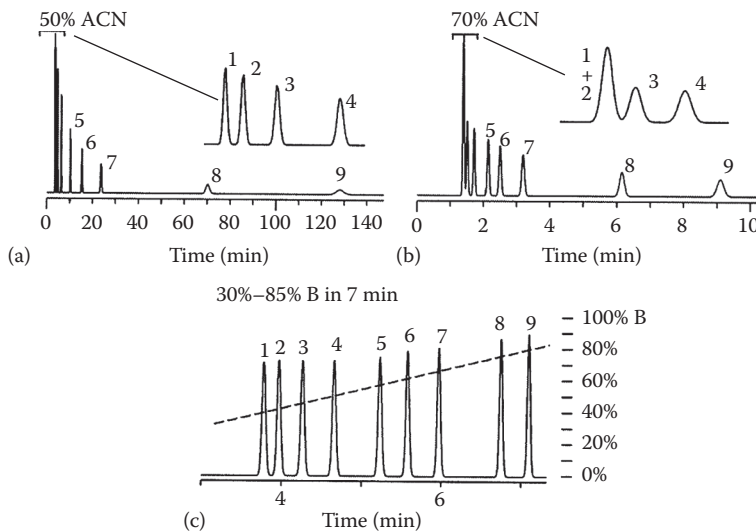 50% ACN
1
2
3
4
5
6
7
8
9
0 20 40 60 80 100 120 140
(a)
Time (min)
70% ACN
1
+
2
3
4
5
6
7
8
9
0 2 4 6 8 10
(b)
Time (min)
30%–85% B in 7 min
1 2 3 4 5 6 7 8 9
100% B
80%
60%
40%
20%
0%
4 6
(c)
Time (min)